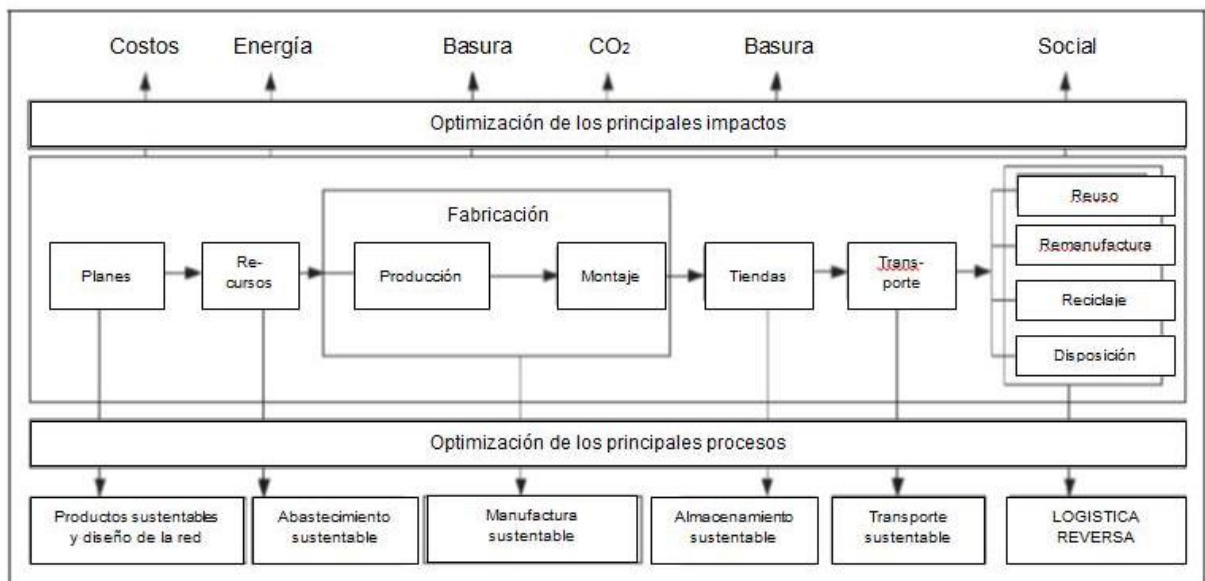 Costos Energía Basura CO2 Basura Social
Optimización de los principales impactos
Fabricación
Planes
Re-
cursos
Producción
Montaje
Tiendas
Trans-
porte
Reuso
Remanufactura
Reciclaje
Disposición
Optimización de los principales procesos
Productos sustentables
y diseño de la red
Abastecimiento
sustentable
Manufactura
sustentable
Almacenamiento
sustentable
Transporte
sustentable
LOGISTICA
REVERSA